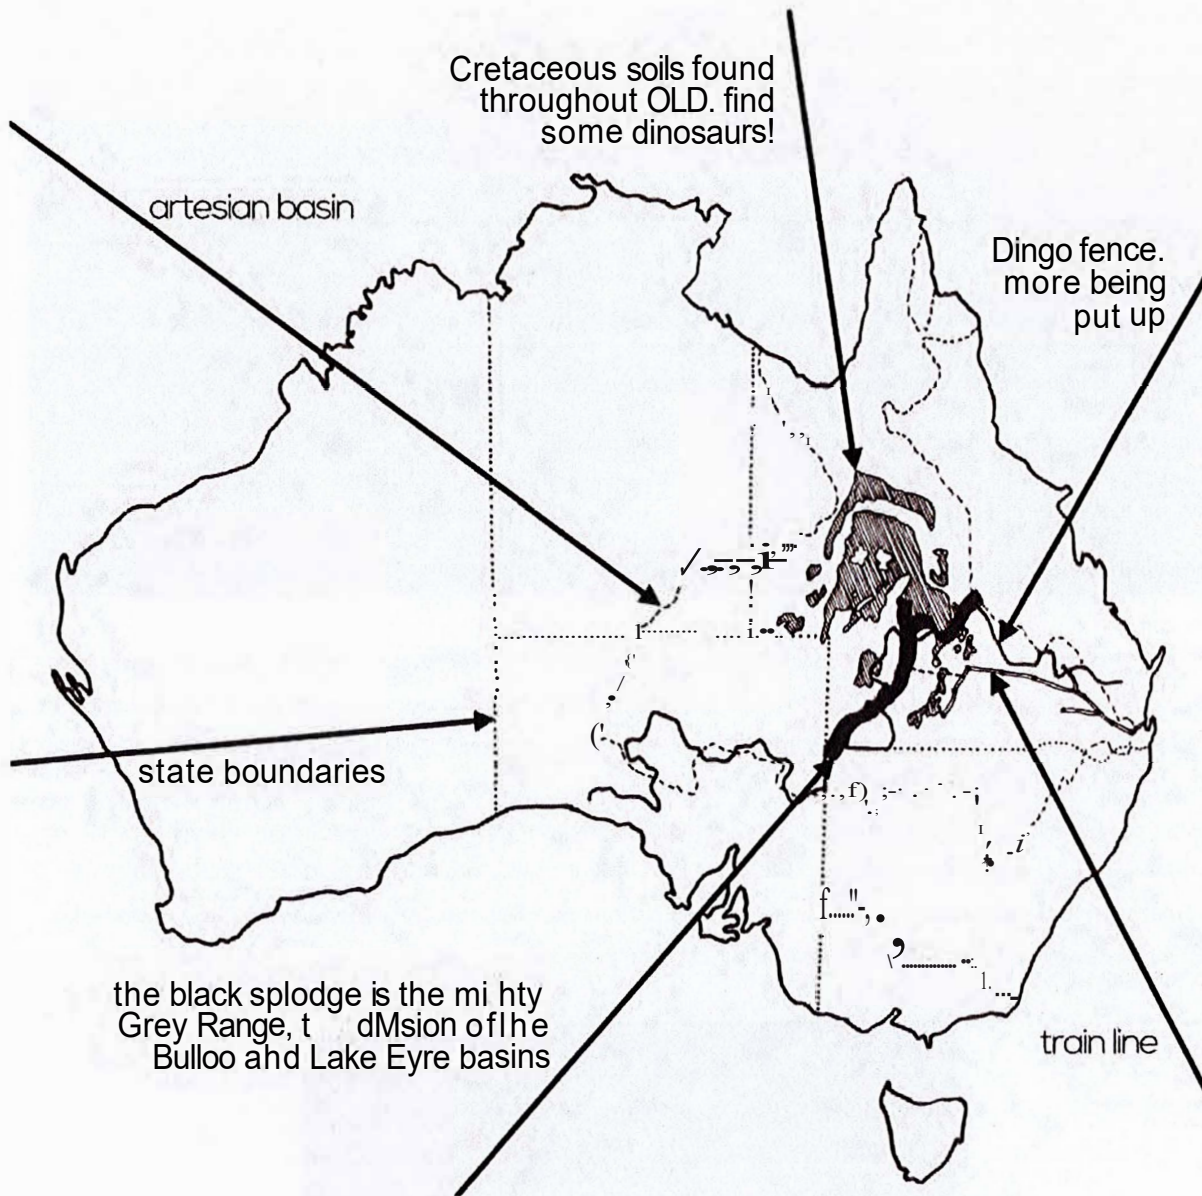 Cretaceous soils found
throughout OLD. find
some dinosaurs!
artesian basin
Dingo fence.
more being
put up
state boundaries
the black splodge is the mi hty
Grey Range, t dMsion oflhe
Bulloo ahd Lake Eyre basins
train line